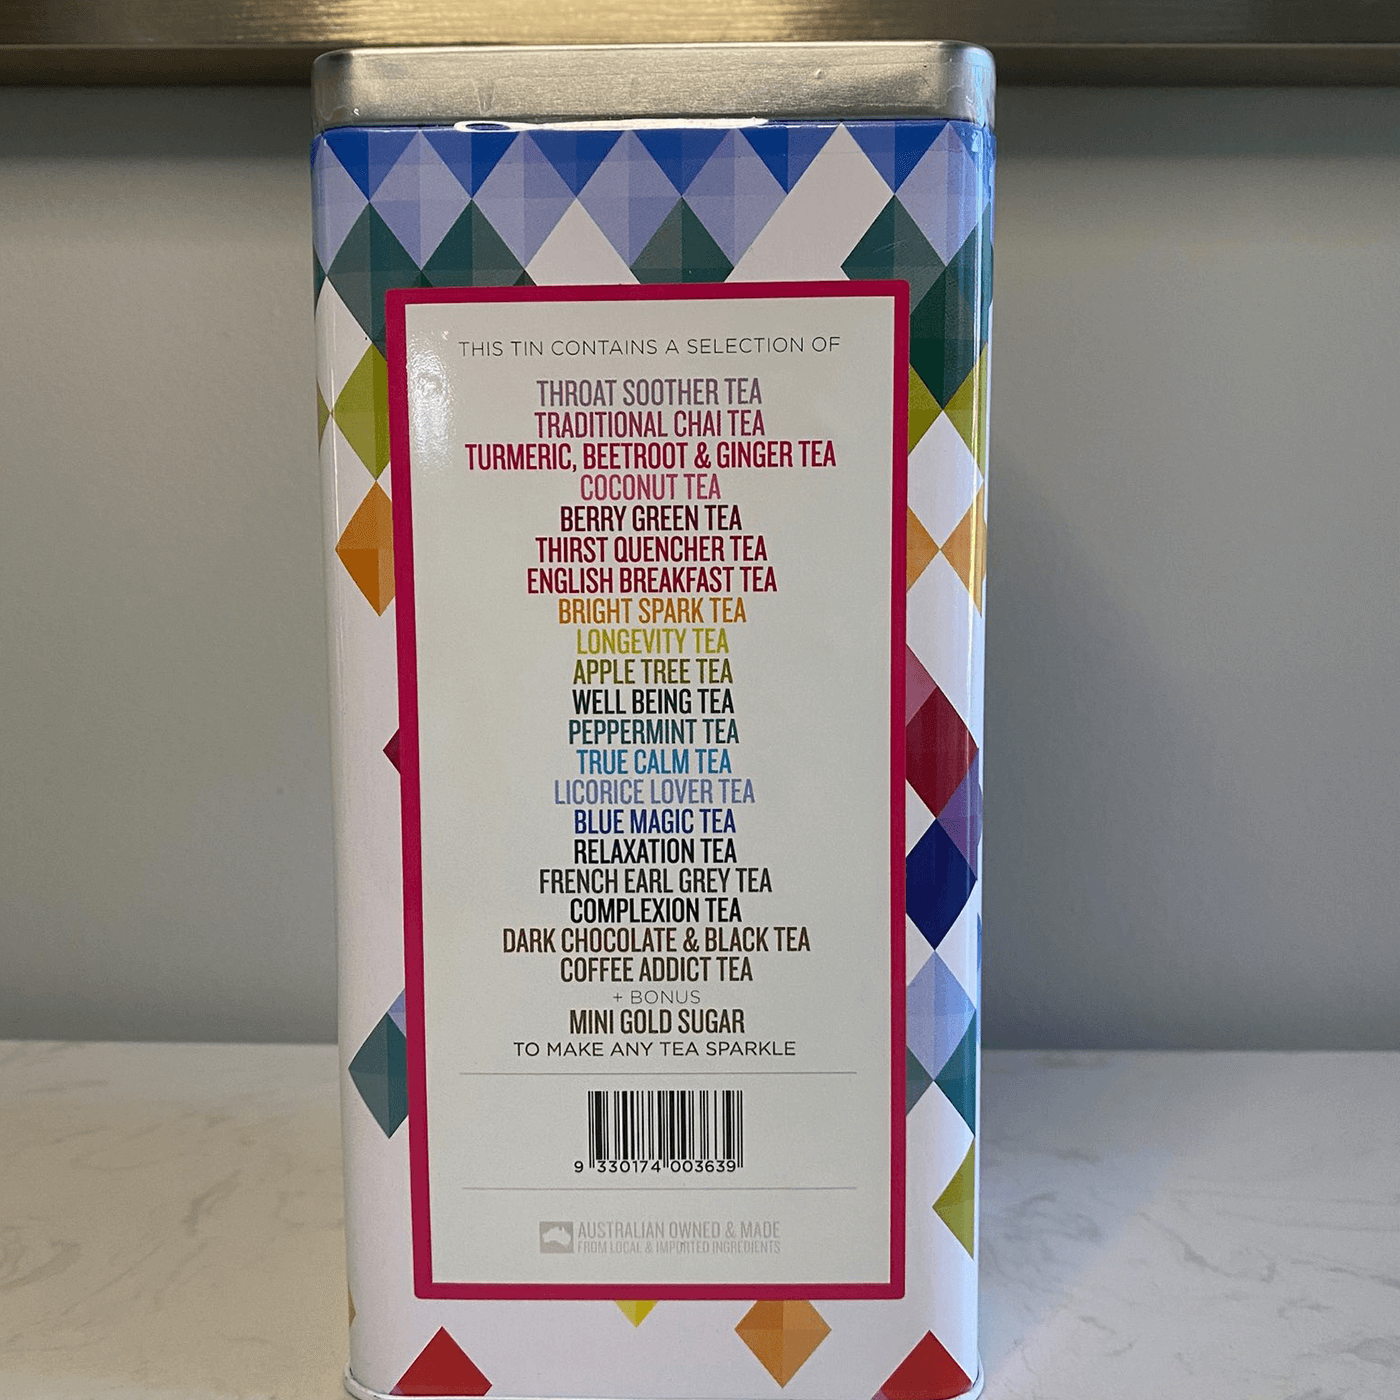 THIS TIN CONTAINS A SELECTION OF
THROAT SOOTHER TEA
TRADITIONAL CHAI TEA
TURMERIC, BEETROOT & GINGER TEA
COCONUT TEA
BERRY GREEN TEA
THIRST QUENCHER TEA
ENGLISH BREAKFAST TEA
BRIGHT SPARK TEA
LONGEVITY TEA
APPLE TREE TEA
WELL BEING TEA
PEPPERMINT TEA
TRUE CALM TEA
LICORICE LOVER TEA
BLUE MAGIC TEA
RELAXATION TEA
FRENCH EARL GREY TEA
COMPLEXION TEA
DARK CHOCOLATE & BLACK TEA
COFFEE ADDICT TEA
+ BONUS
MINI GOLD SUGAR
TO MAKE ANY TEA SPARKLE
9 330174 003639
AUSTRALIAN OWNED & MADE
FROM LOCAL & IMPORTED INGREDIENTS